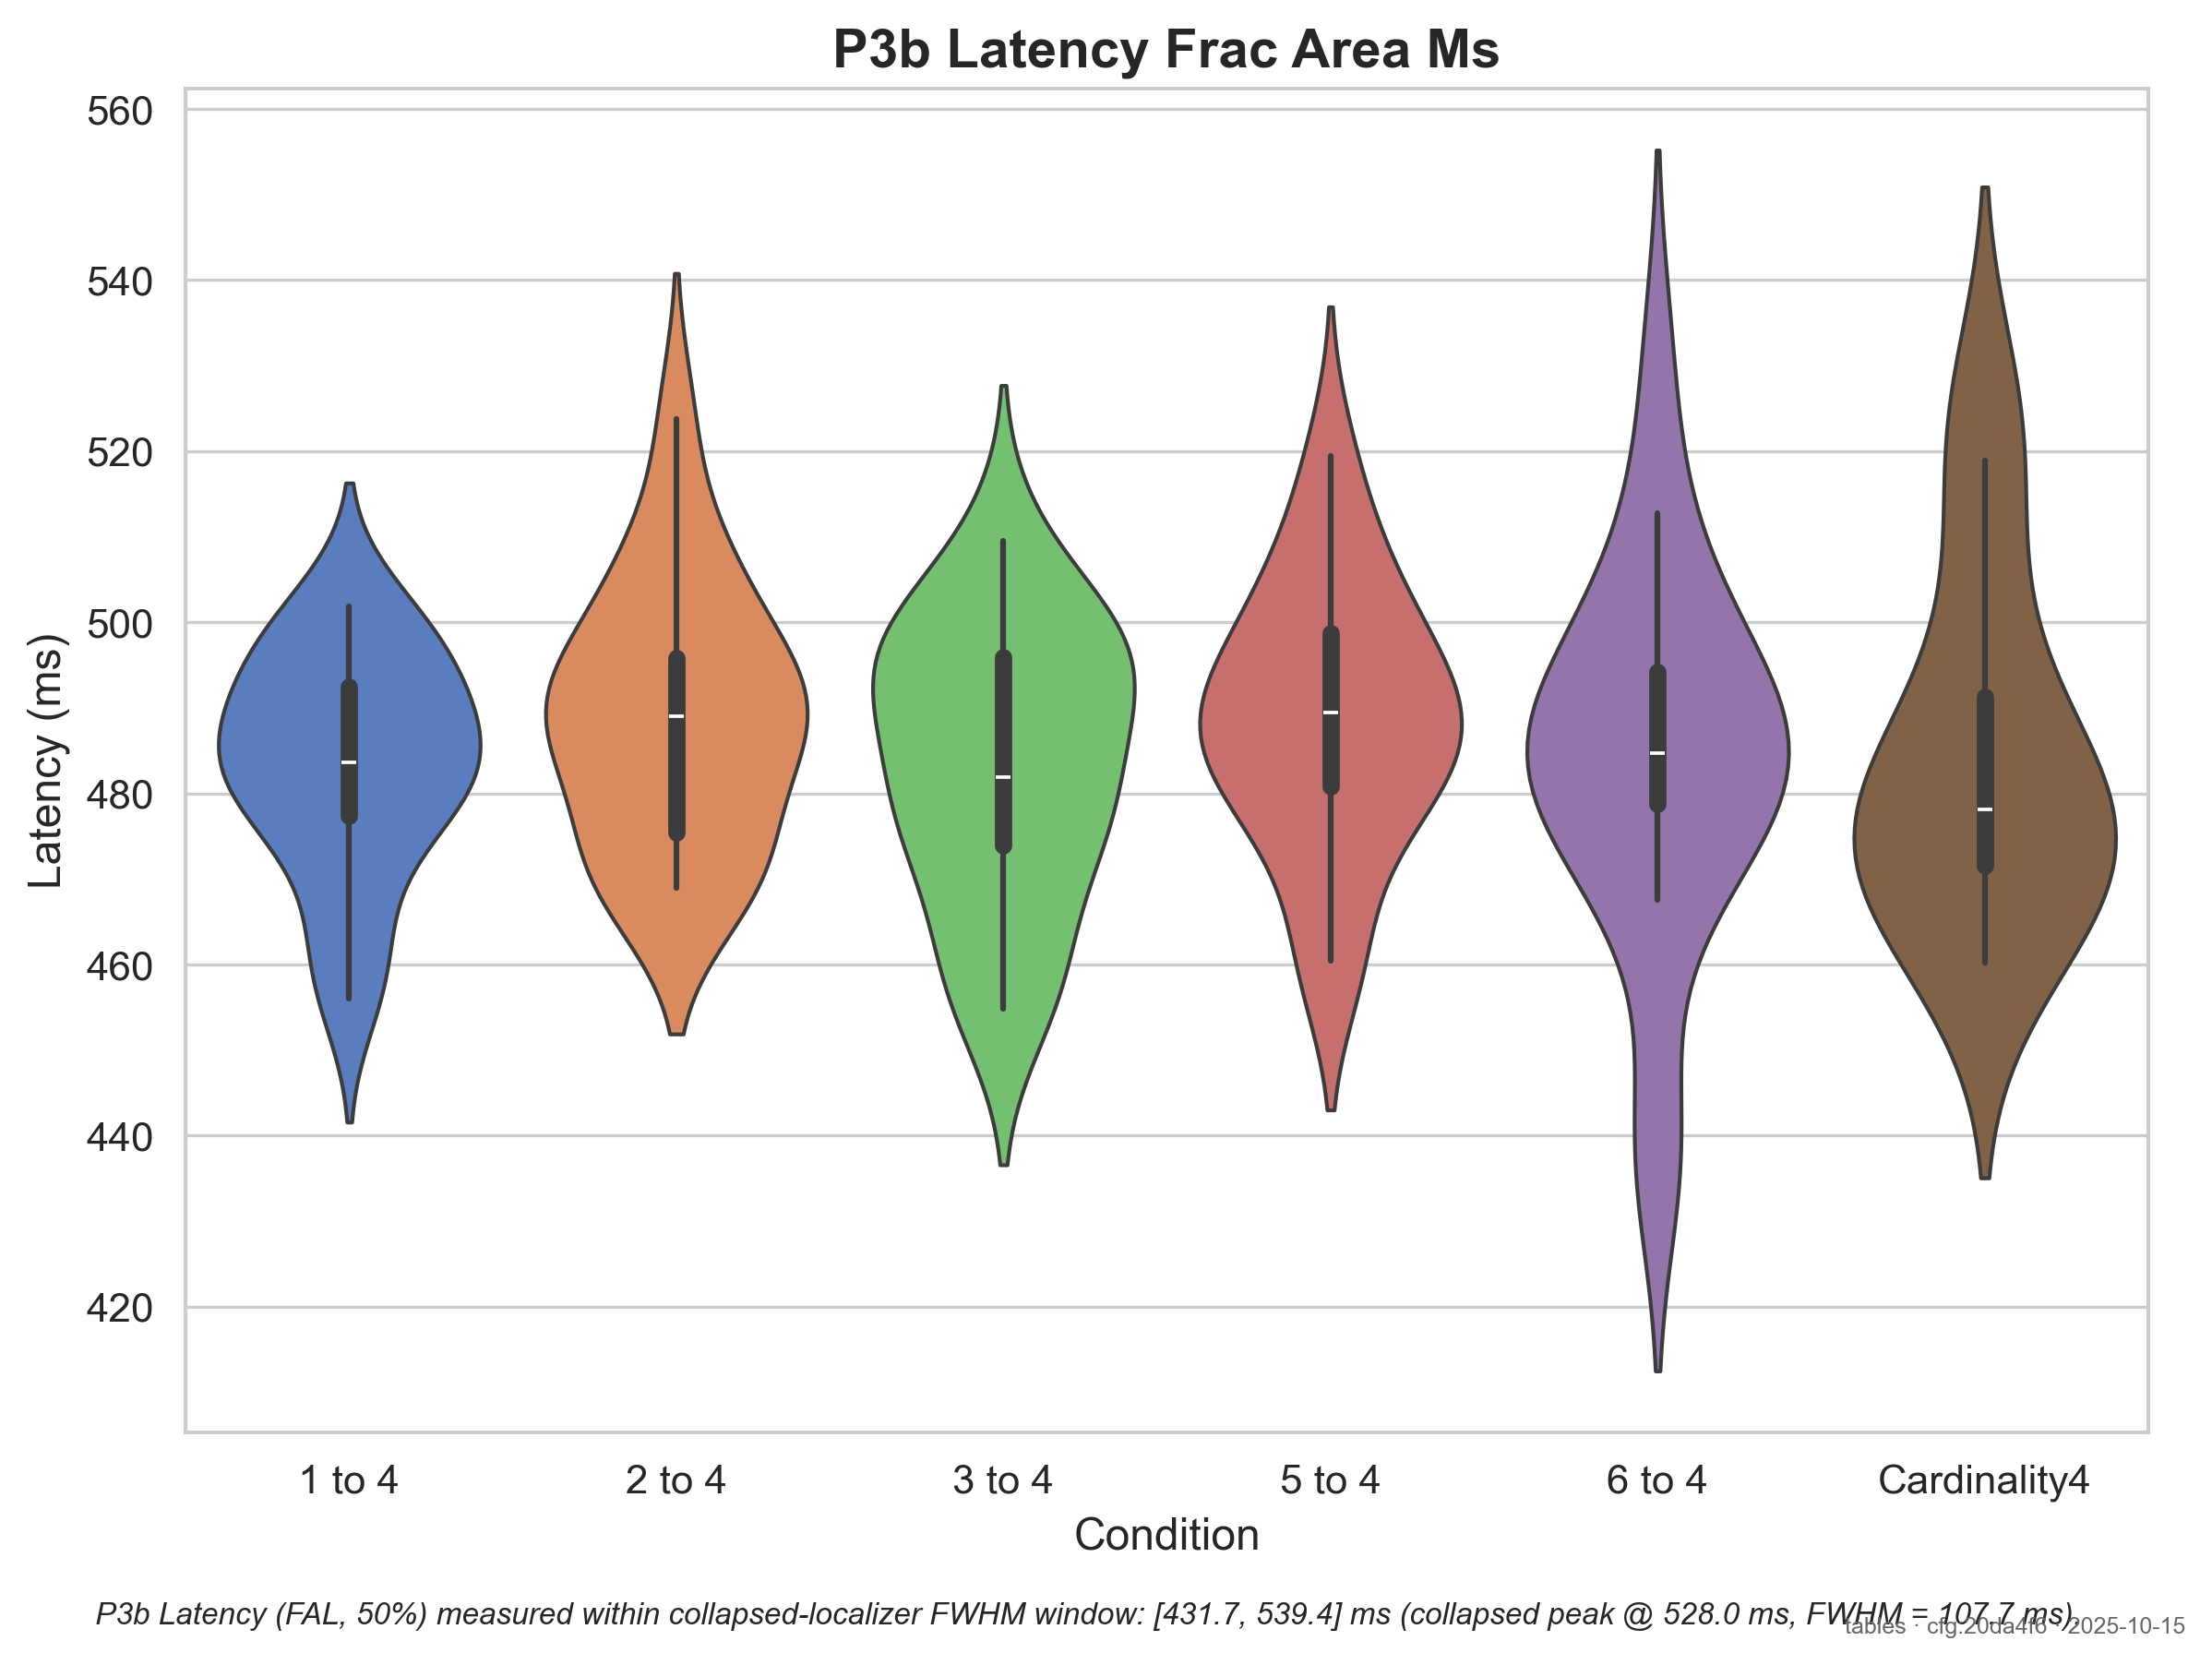 P3b Latency Frac Area Ms
560
540
520
500
480
460
440
420
Latency (ms)
1 to 4 2 to 4 3 to 4 5 to 4 6 to 4 Cardinality4
Condition
P3b Latency (FAL, 50%) measured within collapsed-localizer FWHM window: [431.7, 539.4] ms (collapsed peak @ 528.0 ms, FWHM = 107.7 ms).
tables · cfg:20da4f6 · 2025-10-15